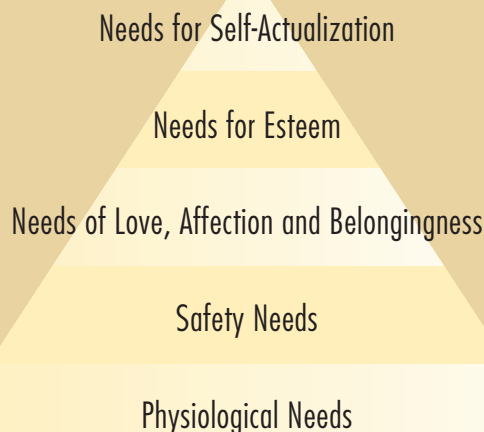 Needs for Self-Actualization
Needs for Esteem
Needs of Love, Affection and Belongingness
Safety Needs
Physiological Needs